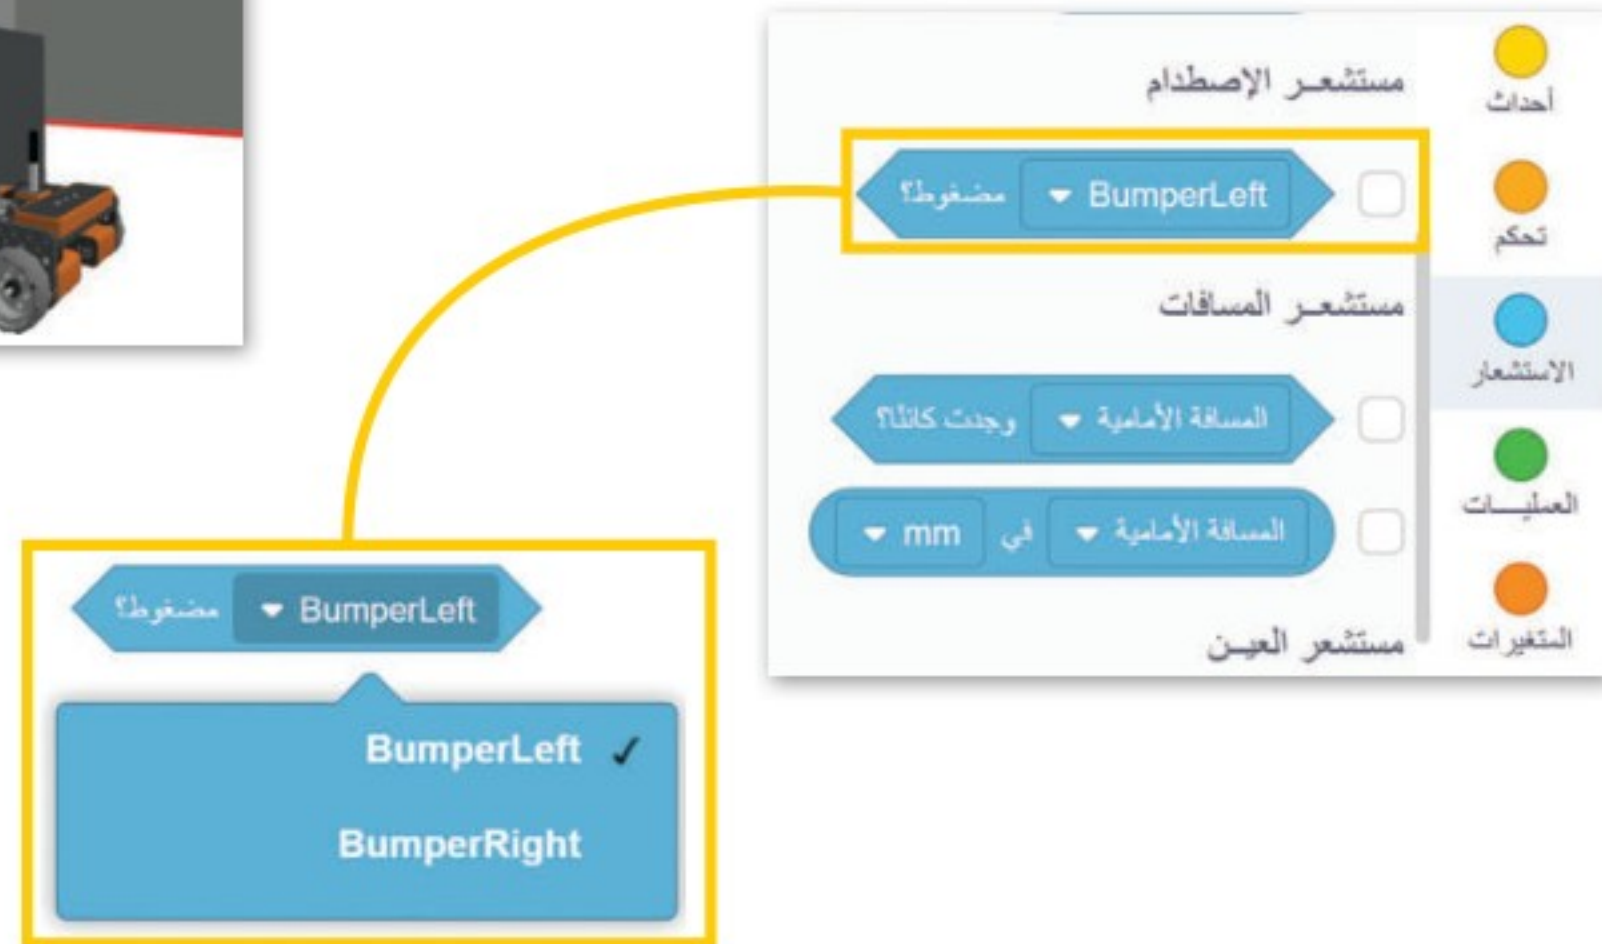 مستشعر الإصطدام
BumperLeft مضغوط؟
مستشعر المسافات
المسافة الأمامية وجدت كائنًا؟
المسافة الأمامية في mm
مستشعر العين
أحداث
تحكم
الاستشعار
العمليات
المتغيرات
BumperLeft مضغوط؟
BumperLeft
BumperRight